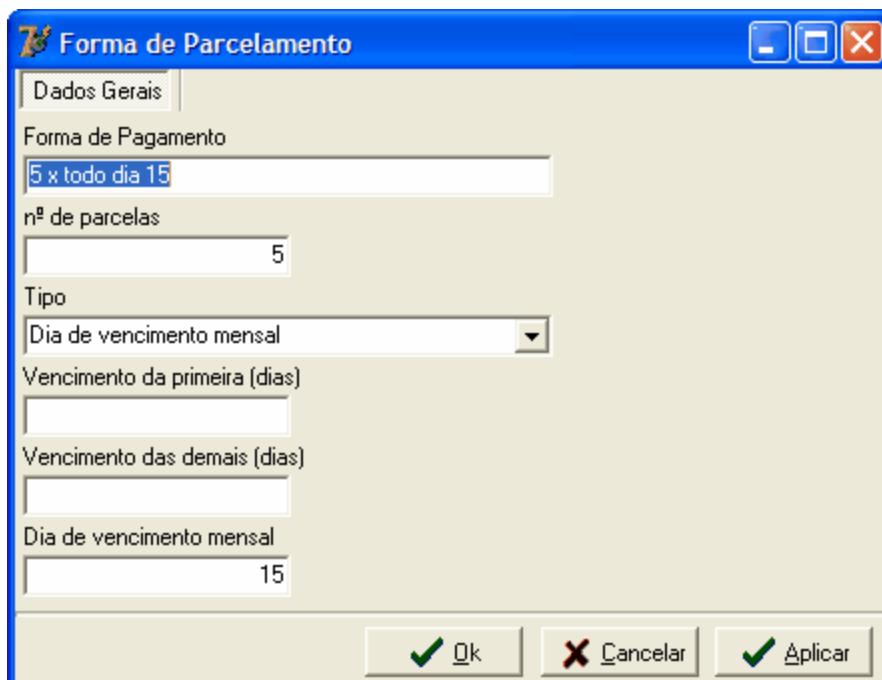 Forma de Parcelamento
Dados Gerais
Forma de Pagamento
5 x todo dia 15
nº de parcelas
5
Tipo
Dia de vencimento mensal
Vencimento da primeira (dias)
Vencimento das demais (dias)
Dia de vencimento mensal
15
Ok Cancelar Aplicar